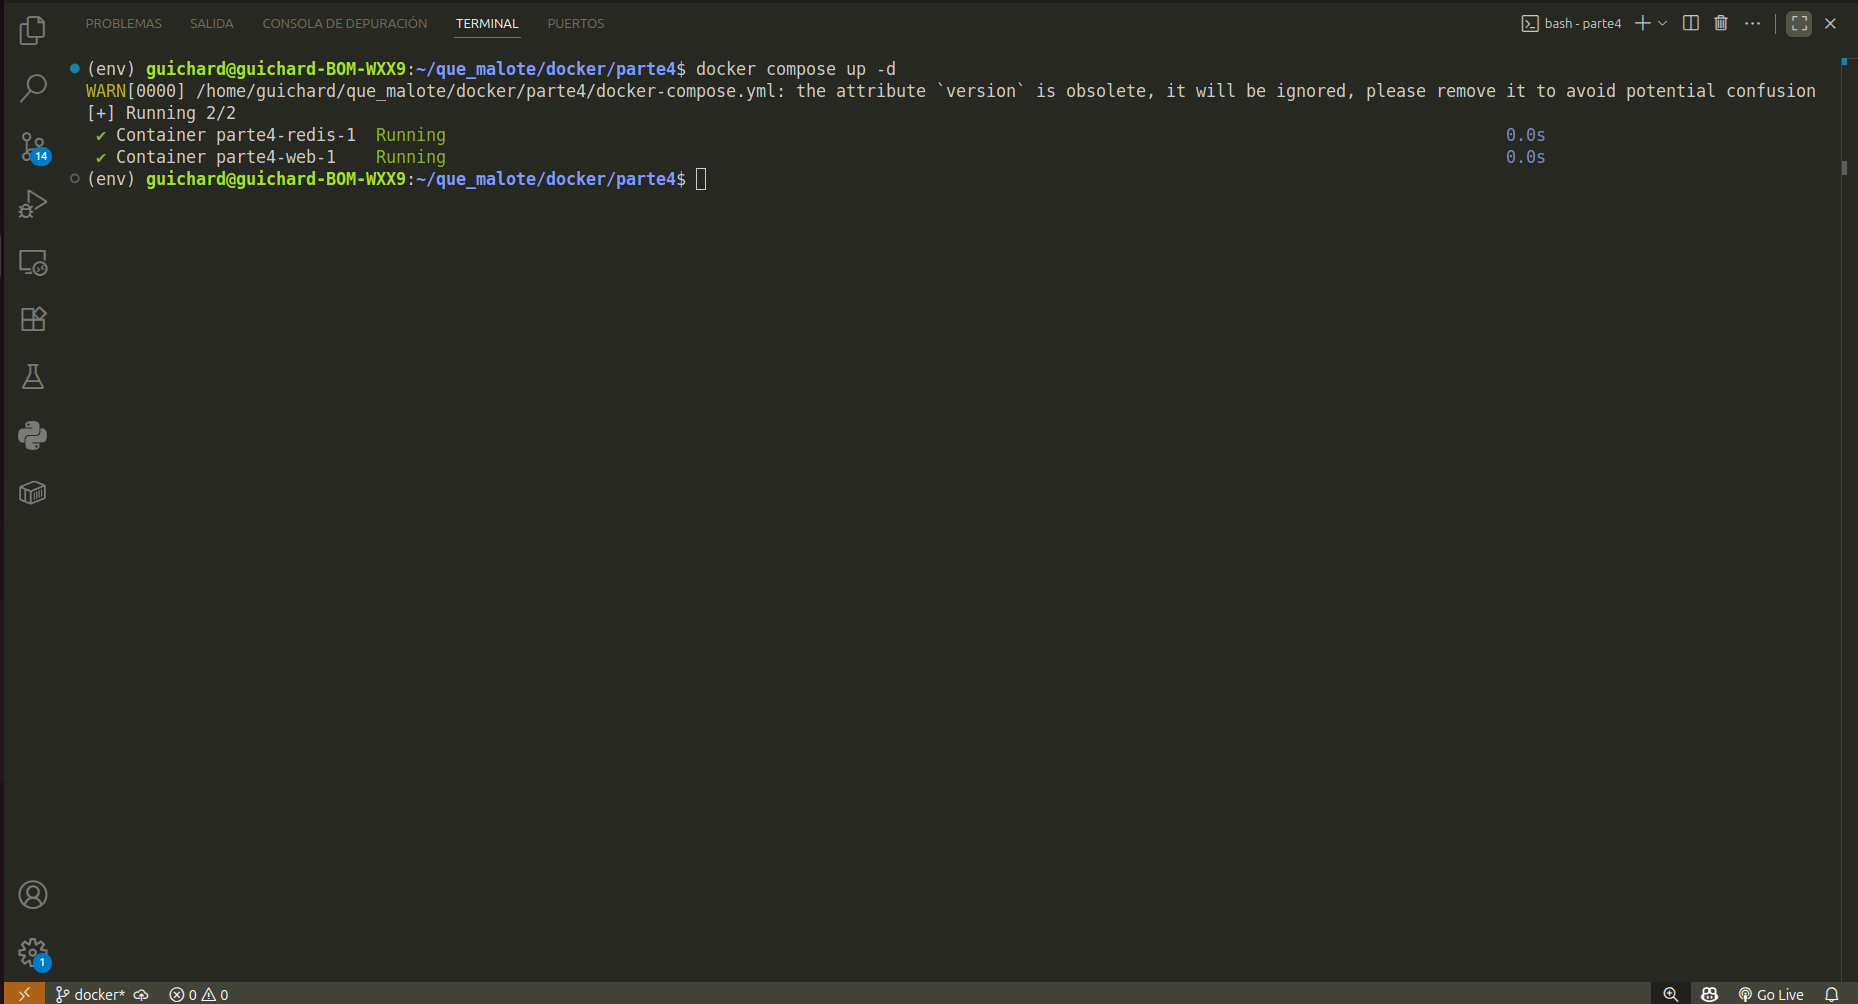 PROBLEMAS SALIDA CONSOLA DE DEPURACIÓN TERMINAL PUERTOS bash - parte4
(env) guichard@guichard-BOM-WXX9:~/que_malote/docker/parte4$ docker compose up -d
WARN[0000] /home/guichard/que_malote/docker/parte4/docker-compose.yml: the attribute `version` is obsolete, it will be ignored, please remove it to avoid potential confusion
[+] Running 2/2
✔ Container parte4-redis-1 Running 0.0s
✔ Container parte4-web-1 Running 0.0s
(env) guichard@guichard-BOM-WXX9:~/que_malote/docker/parte4$
14
1
docker* 0 0 Go Live